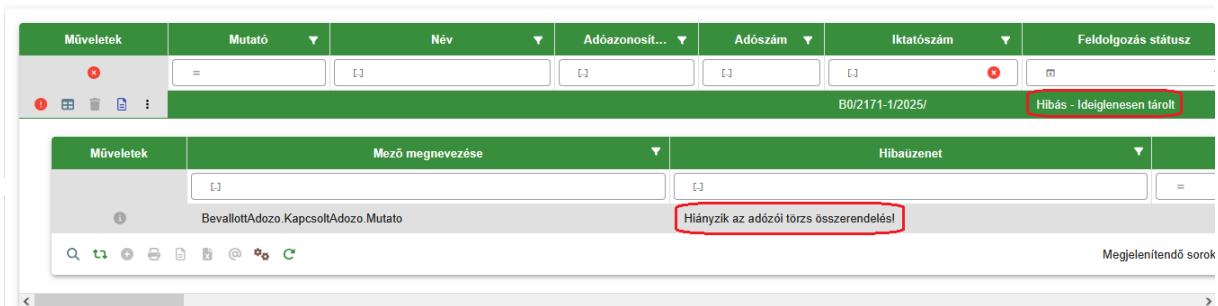 Műveletek Mutató Név Adóazonosít... Adószám Iktatószám Feldolgozás státusz
= [..] [..] [..] [..]
B0/2171-1/2025/ Hibás - Ideiglenesen tárolt
Műveletek Mező megnevezése Hibaüzenet
[..] [..] =
BevallottAdozo.KapcsoltAdozo.Mutato Hiányzik az adózói törzs összerendelés!
Megjelenítendő sorok